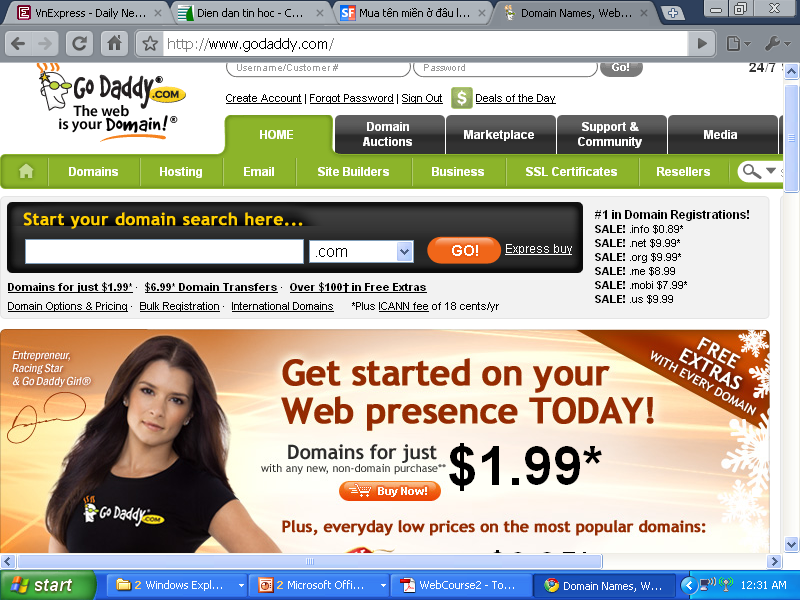 VnExpress - Daily Ne...
Dien dan tin hoc - C...
Mua tên miền ở đâu l...
Domain Names, Web...
http://www.godaddy.com/
Go Daddy®.COM
The web
is your Domain!®
Username/Customer #
Password
Go!
24/7
Create Account | Forgot Password | Sign Out
$ Deals of the Day
HOME
Domain
Auctions
Marketplace
Support &
Community
Media
Domains
Hosting
Email
Site Builders
Business
SSL Certificates
Resellers
Start your domain search here...
.com
GO!
Express buy
Domains for just $1.99* · $6.99* Domain Transfers · Over $100† in Free Extras
Domain Options & Pricing · Bulk Registration · International Domains *Plus ICANN fee of 18 cents/yr
#1 in Domain Registrations!
SALE! .info $0.89*
SALE! .net $9.99*
SALE! .org $9.99*
SALE! .me $8.99
SALE! .mobi $7.99*
SALE! .us $9.99
Entrepreneur,
Racing Star
& Go Daddy Girl®
Go Daddy.COM
Get started on your
Web presence TODAY!
Domains for just
with any new, non-domain purchase**
$1.99*
Buy Now!
FREE
EXTRAS
WITH EVERY DOMAIN
Plus, everyday low prices on the most popular domains:
start
2 Windows Expl...
2 Microsoft Offi...
WebCourse2 - To...
Domain Names, W...
12:31 AM